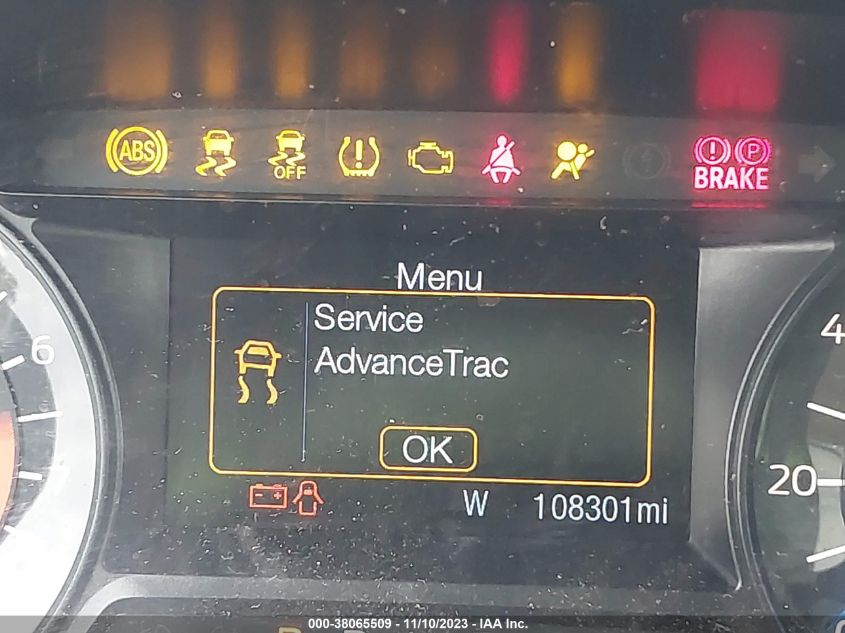 ABS
OFF
P
BRAKE
Menu
Service
AdvanceTrac
OK
W 108301mi
6
4
20
000-38065509 - 11/10/2023 - IAA Inc.